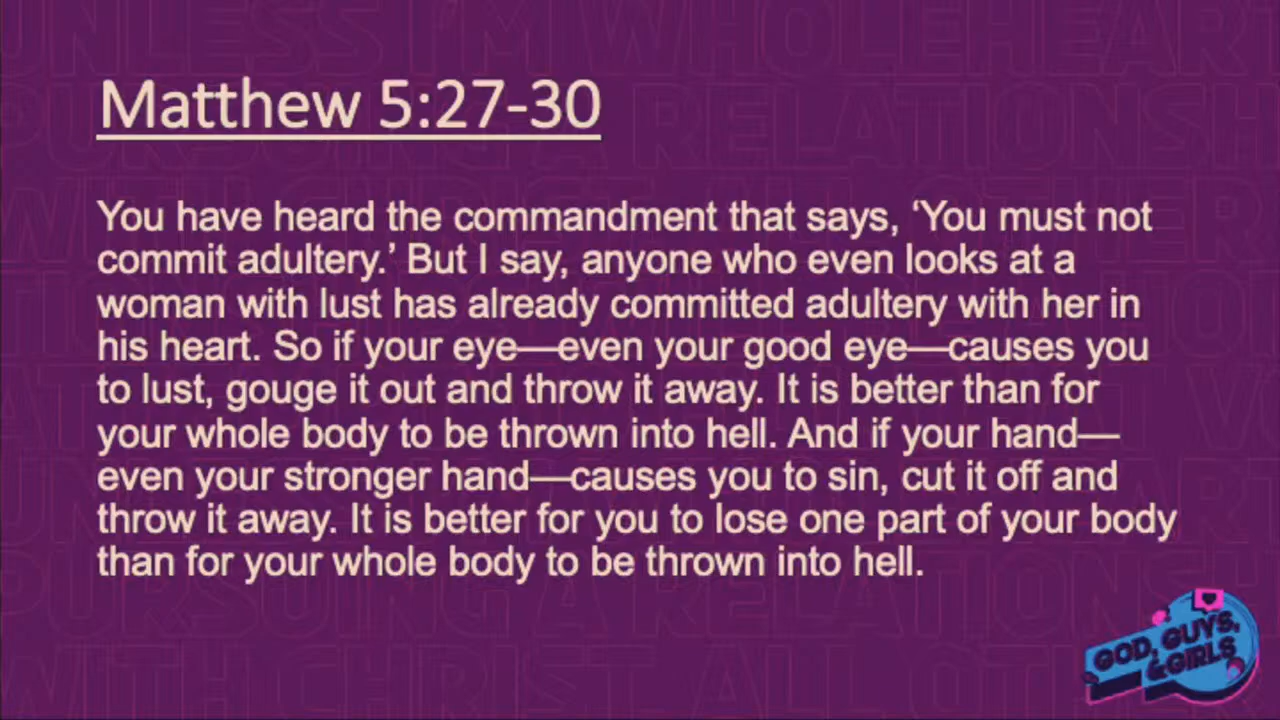 Matthew 5:27-30
You have heard the commandment that says, ‘You must not
commit adultery.’ But I say, anyone who even looks at a
woman with lust has already committed adultery with her in
his heart. So if your eye—even your good eye—causes you
to lust, gouge it out and throw it away. It is better than for
your whole body to be thrown into hell. And if your hand—
even your stronger hand—causes you to sin, cut it off and
throw it away. It is better for you to lose one part of your body
than for your whole body to be thrown into hell.
GOD, GUYS,
& GIRLS